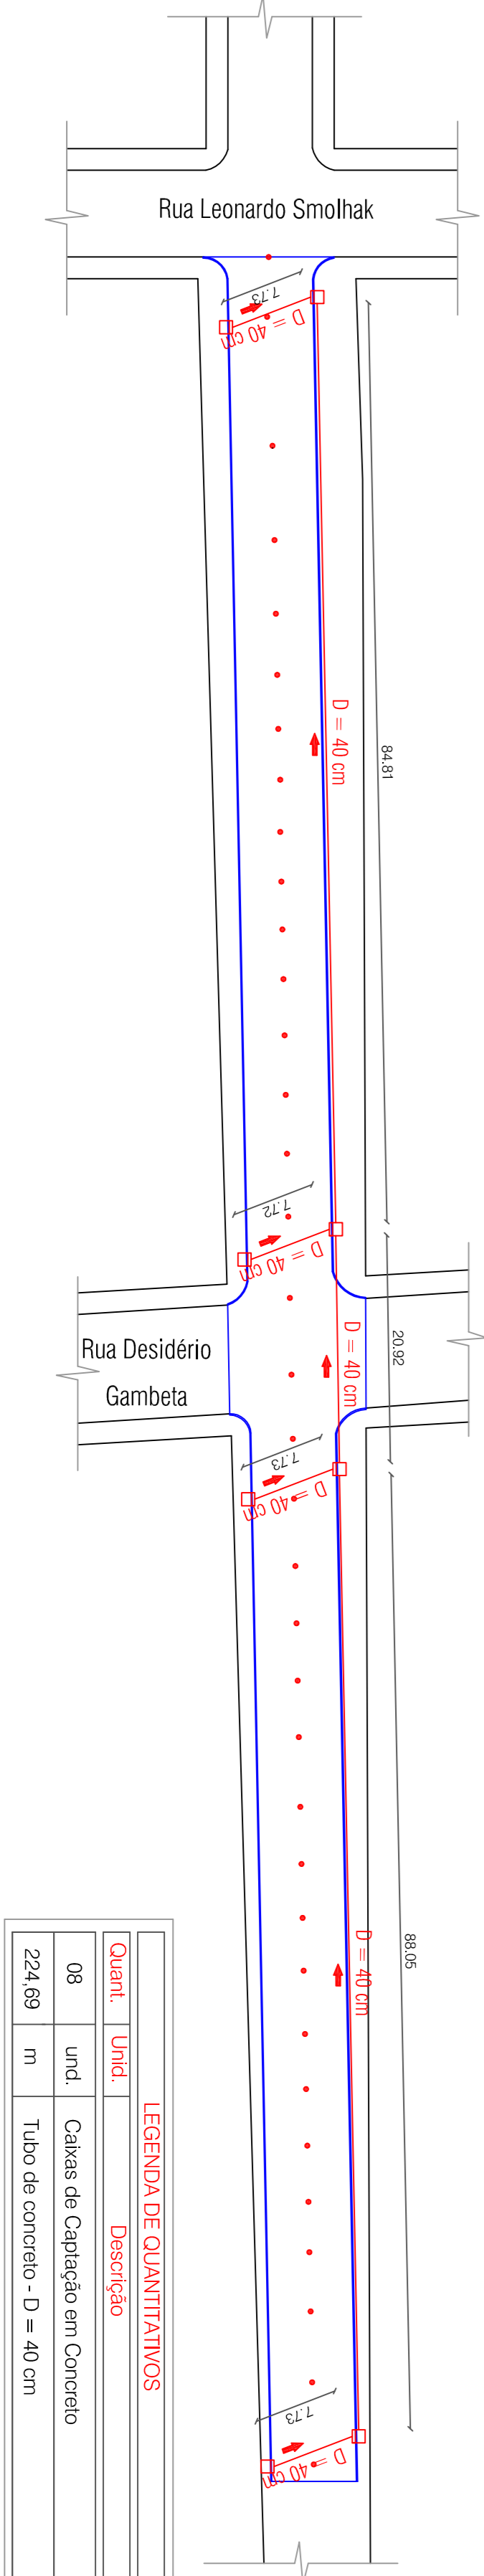 Rua Leonardo Smolhak
7.73
D = 40 cm
D = 40 cm
84.81
7.72
D = 40 cm
Rua Desidério
Gambeta
D = 40 cm
20.92
7.73
D = 40 cm
D = 40 cm
88.05
7.73
D = 40 cm
LEGENDA DE QUANTITATIVOS
Quant. Unid. Descrição
08 und. Caixas de Captação em Concreto
224,69 m Tubo de concreto - D = 40 cm